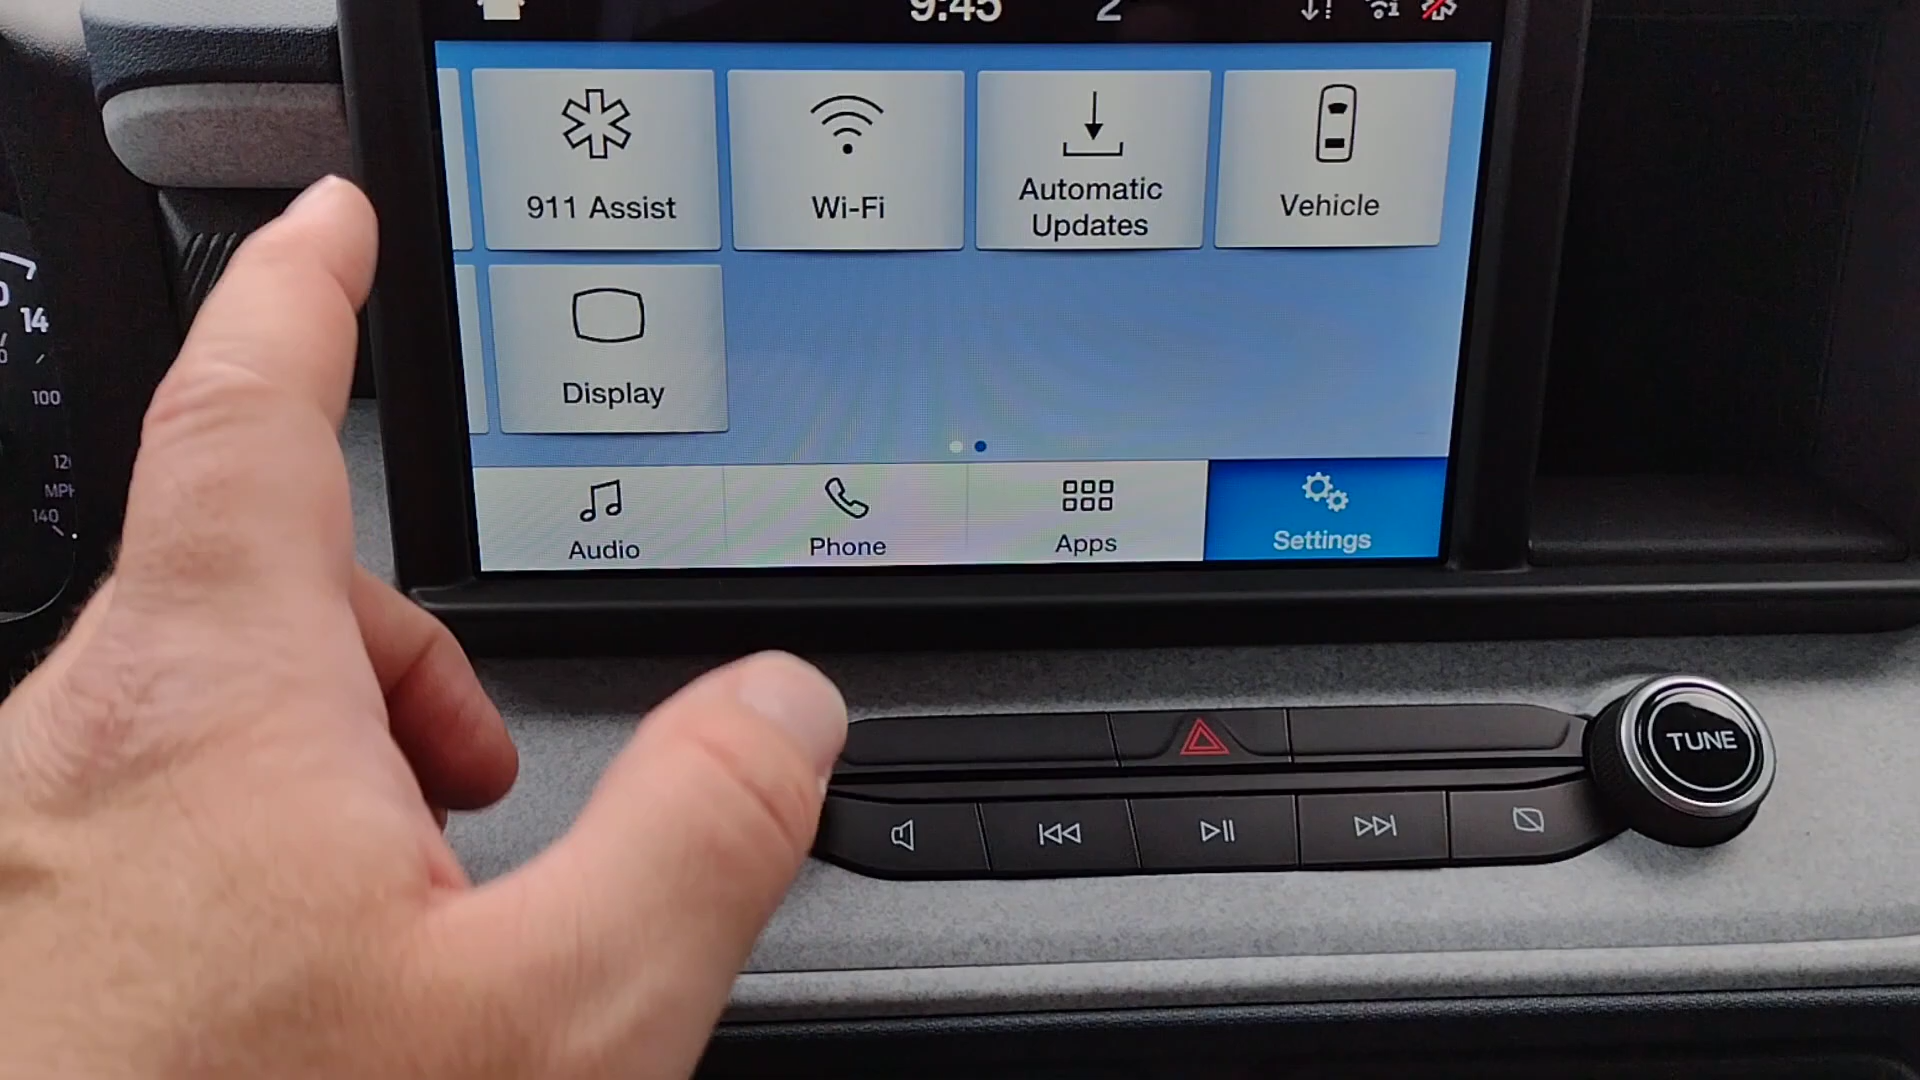 9:45
2
911 Assist
Wi-Fi
Automatic
Updates
Vehicle
Display
Audio
Phone
Apps
Settings
TUNE
14
100
MPH
140